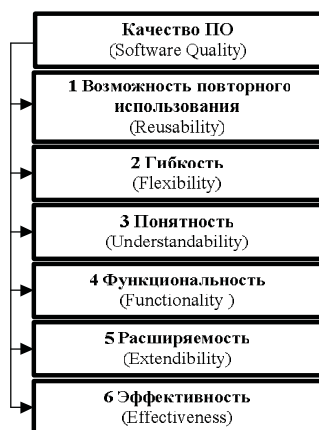 Качество ПО
(Software Quality)
1 Возможность повторного
использования
(Reusability)
2 Гибкость
(Flexibility)
3 Понятность
(Understandability)
4 Функциональность
(Functionality )
5 Расширяемость
(Extendibility)
6 Эффективность
(Effectiveness)